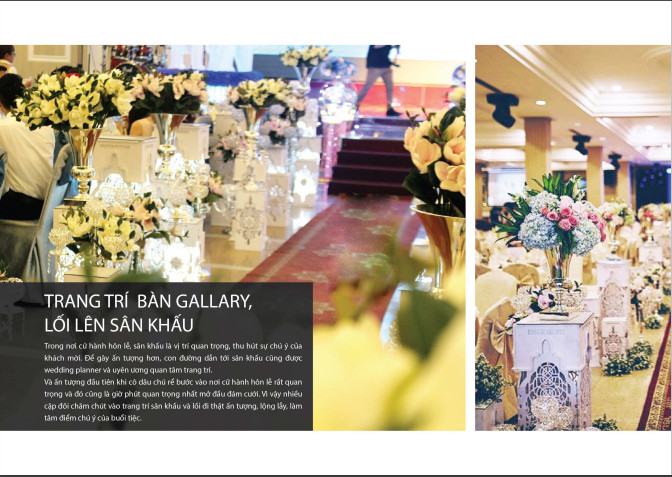 TRANG TRÍ BÀN GALLARY,
LỐI LÊN SÂN KHẤU
Trong nơi cử hành hôn lễ, sân khấu là vị trí quan trọng, thu hút sự chú ý của
khách mời. Để gây ấn tượng hơn, con đường dẫn tới sân khấu cũng được
wedding planner và uyên ương quan tâm trang trí.
Và ấn tượng đầu tiên khi cô dâu chú rể bước vào nơi cử hành hôn lễ rất quan
trọng và đó cũng là giờ phút quan trọng nhất mở đầu đám cưới. Vì vậy nhiều
cặp đôi chăm chút vào trang trí sân khấu và lối đi thật ấn tượng, lộng lẫy, làm
tâm điểm chú ý của buổi tiệc.